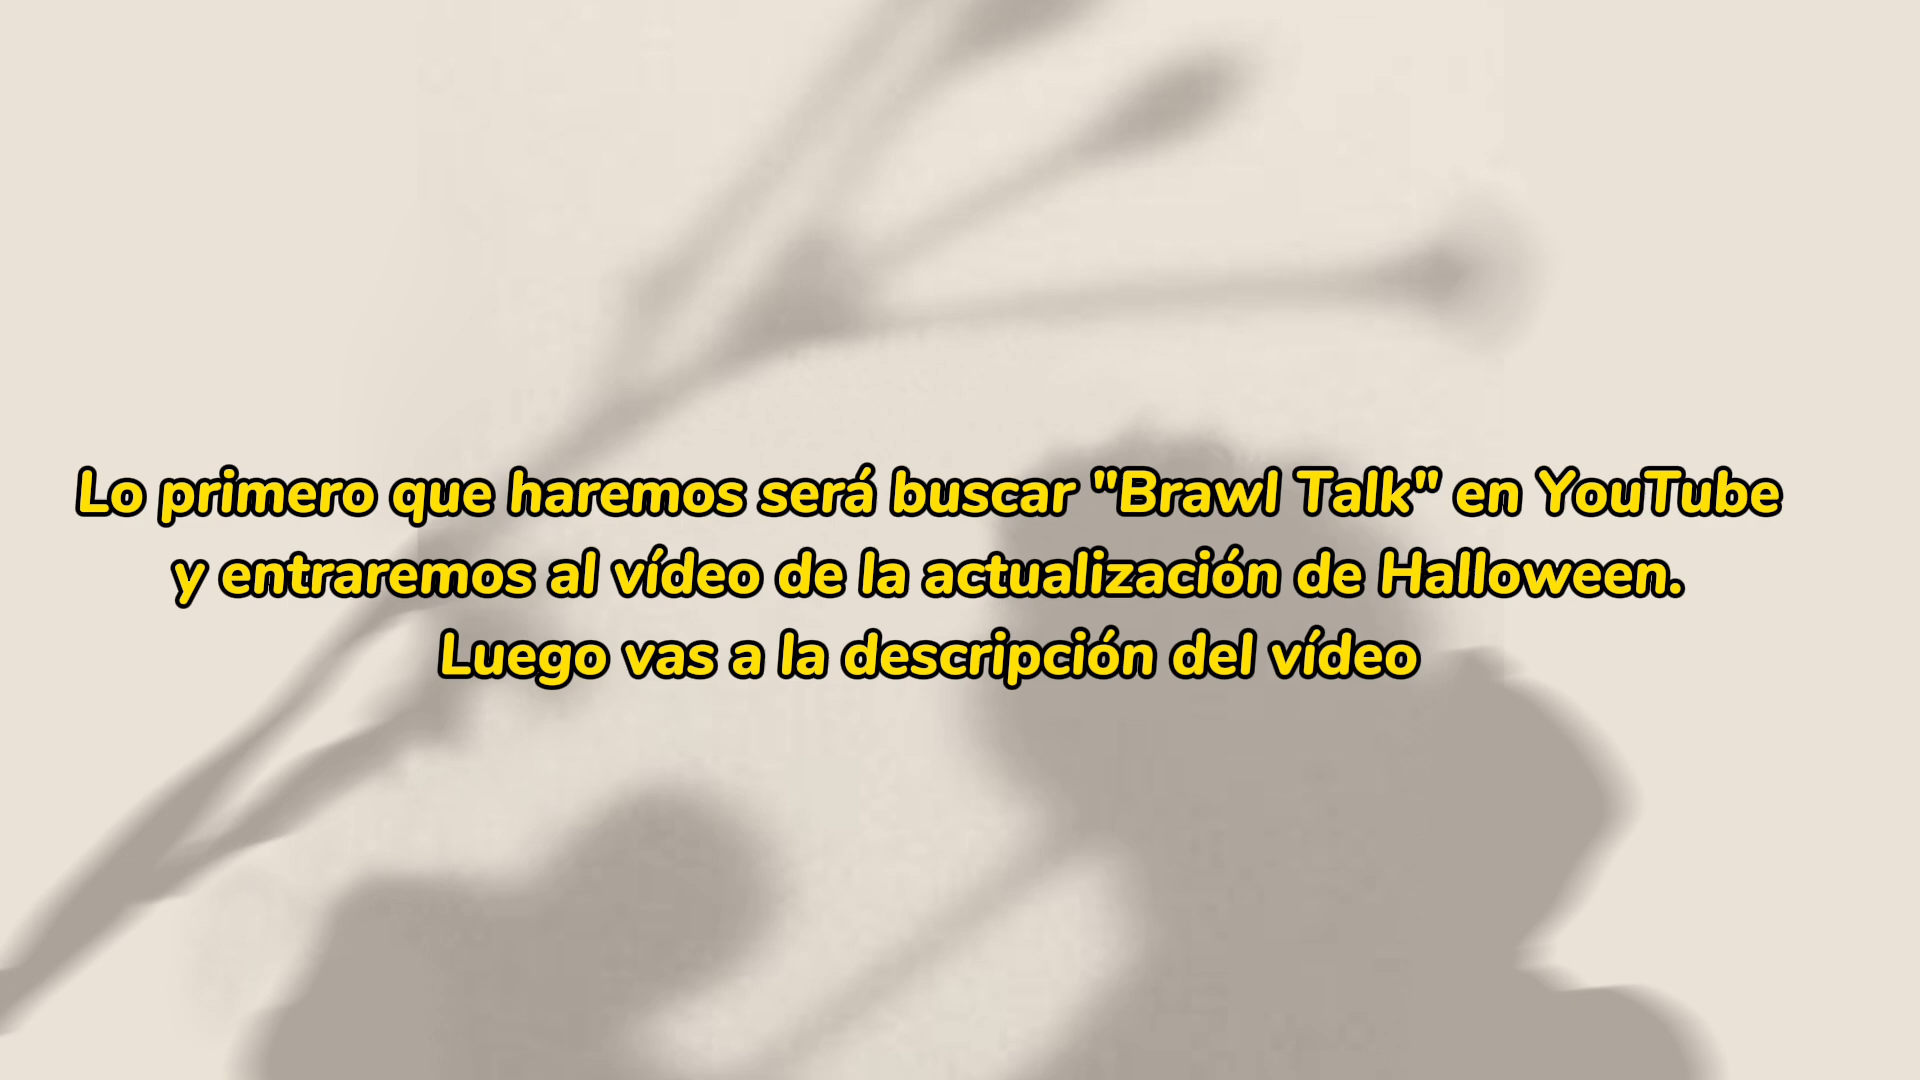 Lo primero que haremos será buscar "Brawl Talk" en YouTube
y entraremos al vídeo de la actualización de Halloween.
Luego vas a la descripción del vídeo